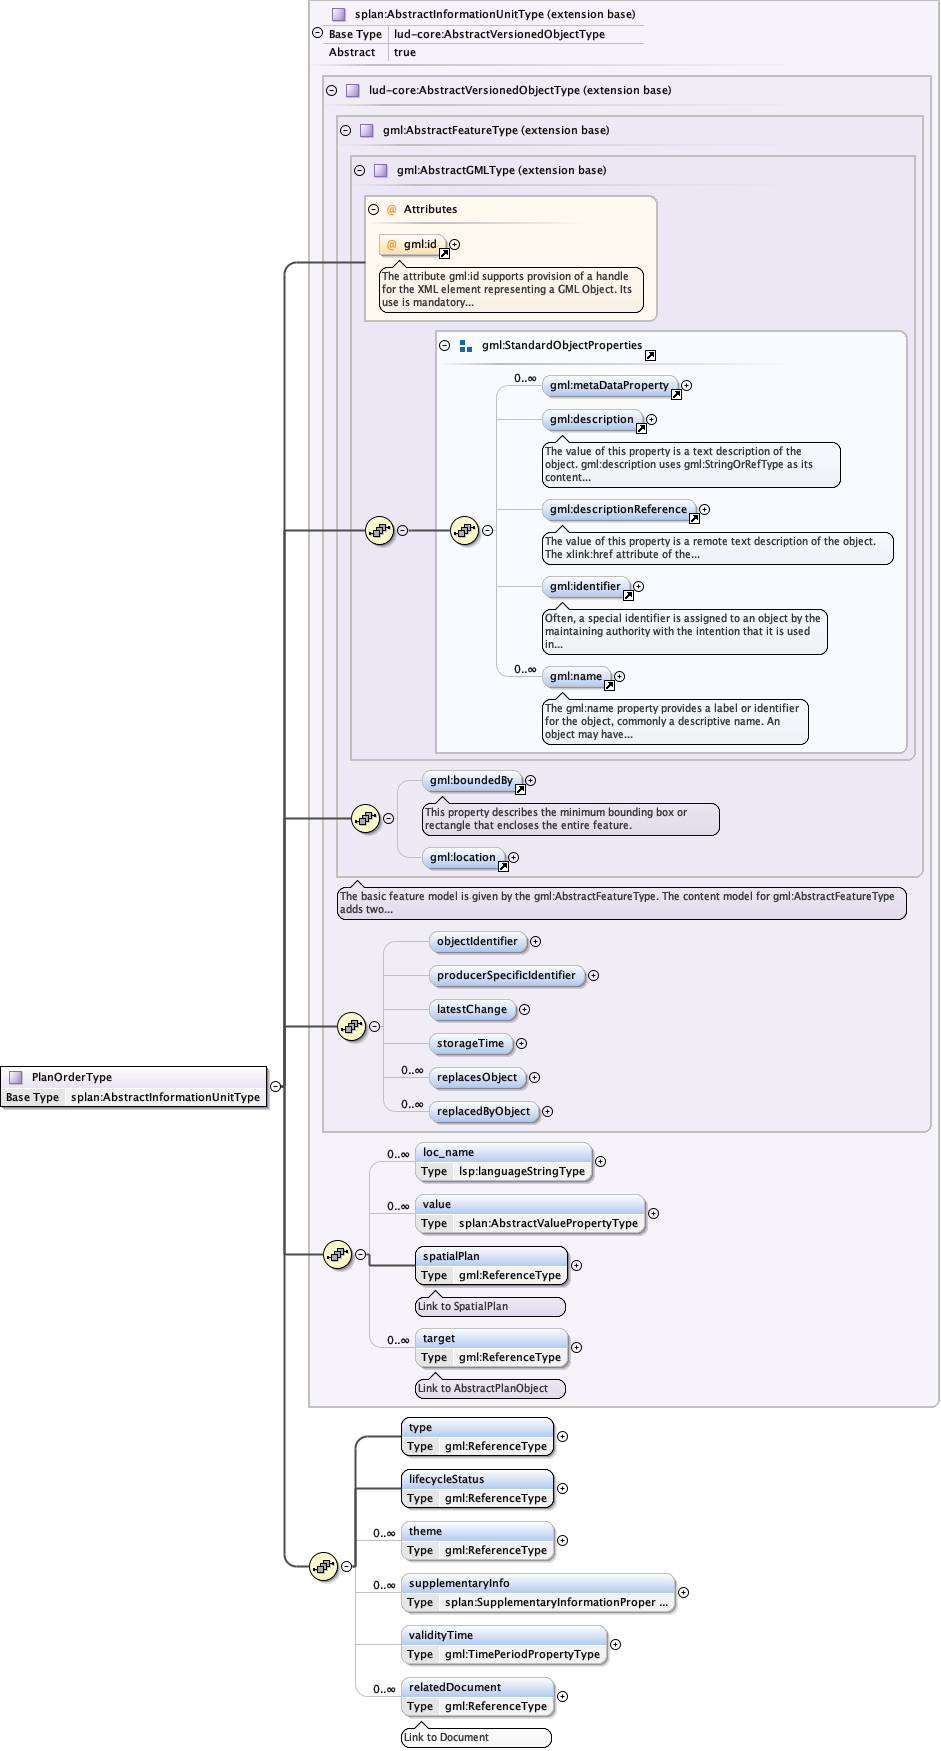 splan:AbstractInformationUnitType (extension base)
Base Type lud-core:AbstractVersionedObjectType
Abstract true
lud-core:AbstractVersionedObjectType (extension base)
gml:AbstractFeatureType (extension base)
gml:AbstractGMLType (extension base)
@ Attributes
@ gml:id
The attribute gml:id supports provision of a handle
for the XML element representing a GML Object. Its
use is mandatory...
gml:StandardObjectProperties
0..∞
gml:metaDataProperty
gml:description
The value of this property is a text description of the
object. gml:description uses gml:StringOrRefType as its
content...
gml:descriptionReference
The value of this property is a remote text description of the object.
The xlink:href attribute of the...
gml:identifier
Often, a special identifier is assigned to an object by the
maintaining authority with the intention that it is used
in...
0..∞
gml:name
The gml:name property provides a label or identifier
for the object, commonly a descriptive name. An
object may have...
gml:boundedBy
This property describes the minimum bounding box or
rectangle that encloses the entire feature.
gml:location
The basic feature model is given by the gml:AbstractFeatureType. The content model for gml:AbstractFeatureType
adds two...
objectIdentifier
producerSpecificIdentifier
latestChange
storageTime
0..∞
replacesObject
0..∞
replacedByObject
PlanOrderType
Base Type splan:AbstractInformationUnitType
0..∞
loc_name
Type lsp:languageStringType
0..∞
value
Type splan:AbstractValuePropertyType
spatialPlan
Type gml:ReferenceType
Link to SpatialPlan
0..∞
target
Type gml:ReferenceType
Link to AbstractPlanObject
type
Type gml:ReferenceType
lifecycleStatus
Type gml:ReferenceType
0..∞
theme
Type gml:ReferenceType
0..∞
supplementaryInfo
Type splan:SupplementaryInformationProper ...
validityTime
Type gml:TimePeriodPropertyType
0..∞
relatedDocument
Type gml:ReferenceType
Link to Document